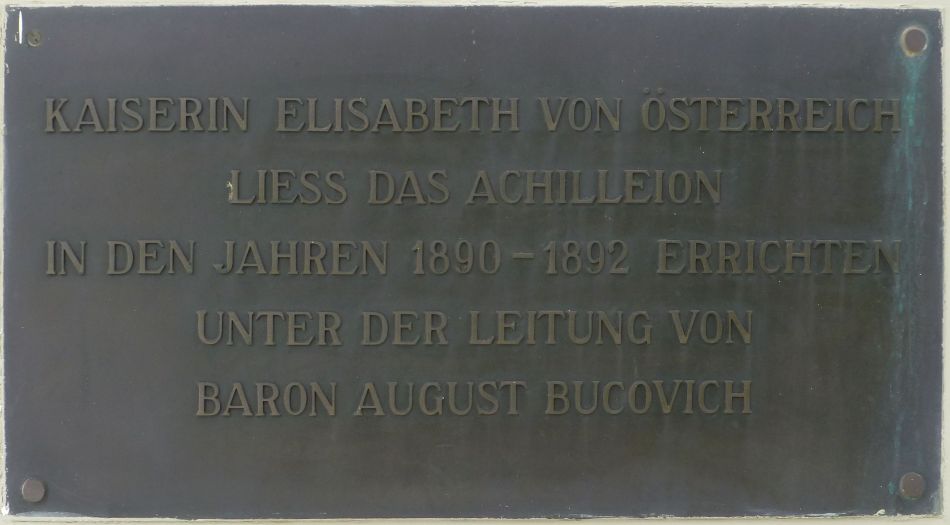 KAISERIN ELISABETH VON ÖSTERREICH
LIESS DAS ACHILLEION
IN DEN JAHREN 1890 – 1892 ERRICHTEN
UNTER DER LEITUNG VON
BARON AUGUST BUCOVICH